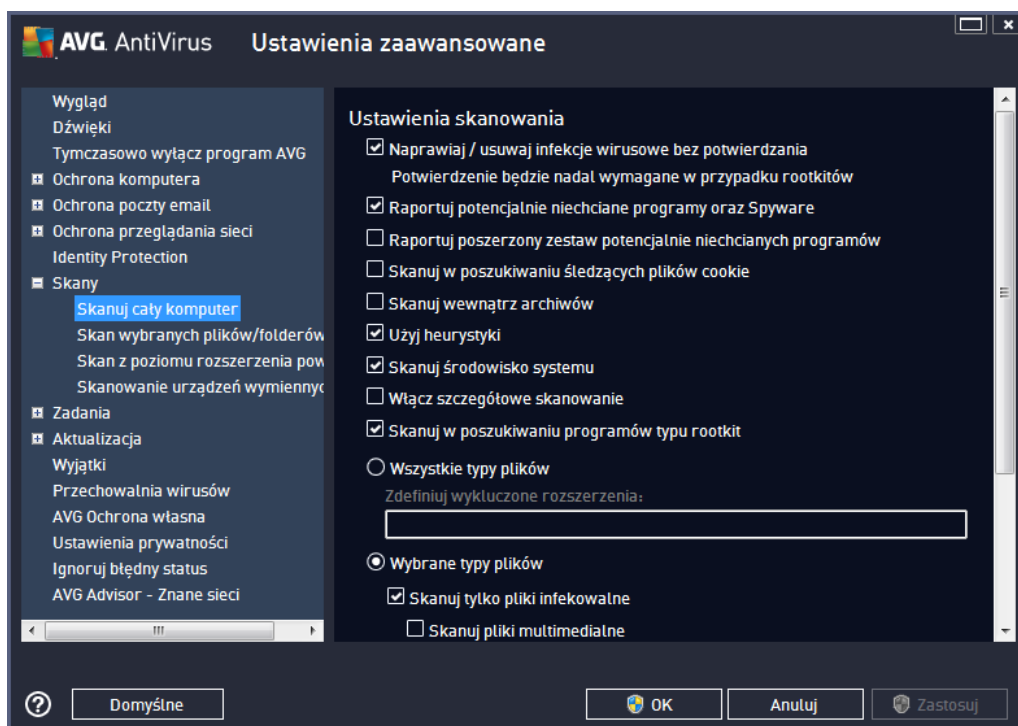 AVG. AntiVirus Ustawienia zaawansowane
Wygląd
Dźwięki
Tymczasowo wyłącz program AVG
Ochrona komputera
Ochrona poczty email
Ochrona przeglądania sieci
Identity Protection
Skany
Skanuj cały komputer
Skan wybranych plików/folderów
Skan z poziomu rozszerzenia pow
Skanowanie urządzeń wymiennyc
Zadania
Aktualizacja
Wyjątki
Przechowalnia wirusów
AVG Ochrona własna
Ustawienia prywatności
Ignoruj błędny status
AVG Advisor - Znane sieci
Ustawienia skanowania
Naprawiaj / usuwaj infekcje wirusowe bez potwierdzania
Potwierdzenie będzie nadal wymagane w przypadku rootkitów
Raportuj potencjalnie niechciane programy oraz Spyware
Raportuj poszerzony zestaw potencjalnie niechcianych programów
Skanuj w poszukiwaniu śledzących plików cookie
Skanuj wewnątrz archiwów
Użyj heurystyki
Skanuj środowisko systemu
Włącz szczegółowe skanowanie
Skanuj w poszukiwaniu programów typu rootkit
Wszystkie typy plików
Zdefiniuj wykluczone rozszerzenia:
Wybrane typy plików
Skanuj tylko pliki infekowalne
Skanuj pliki multimedialne
? Domyślne OK Anuluj Zastosuj